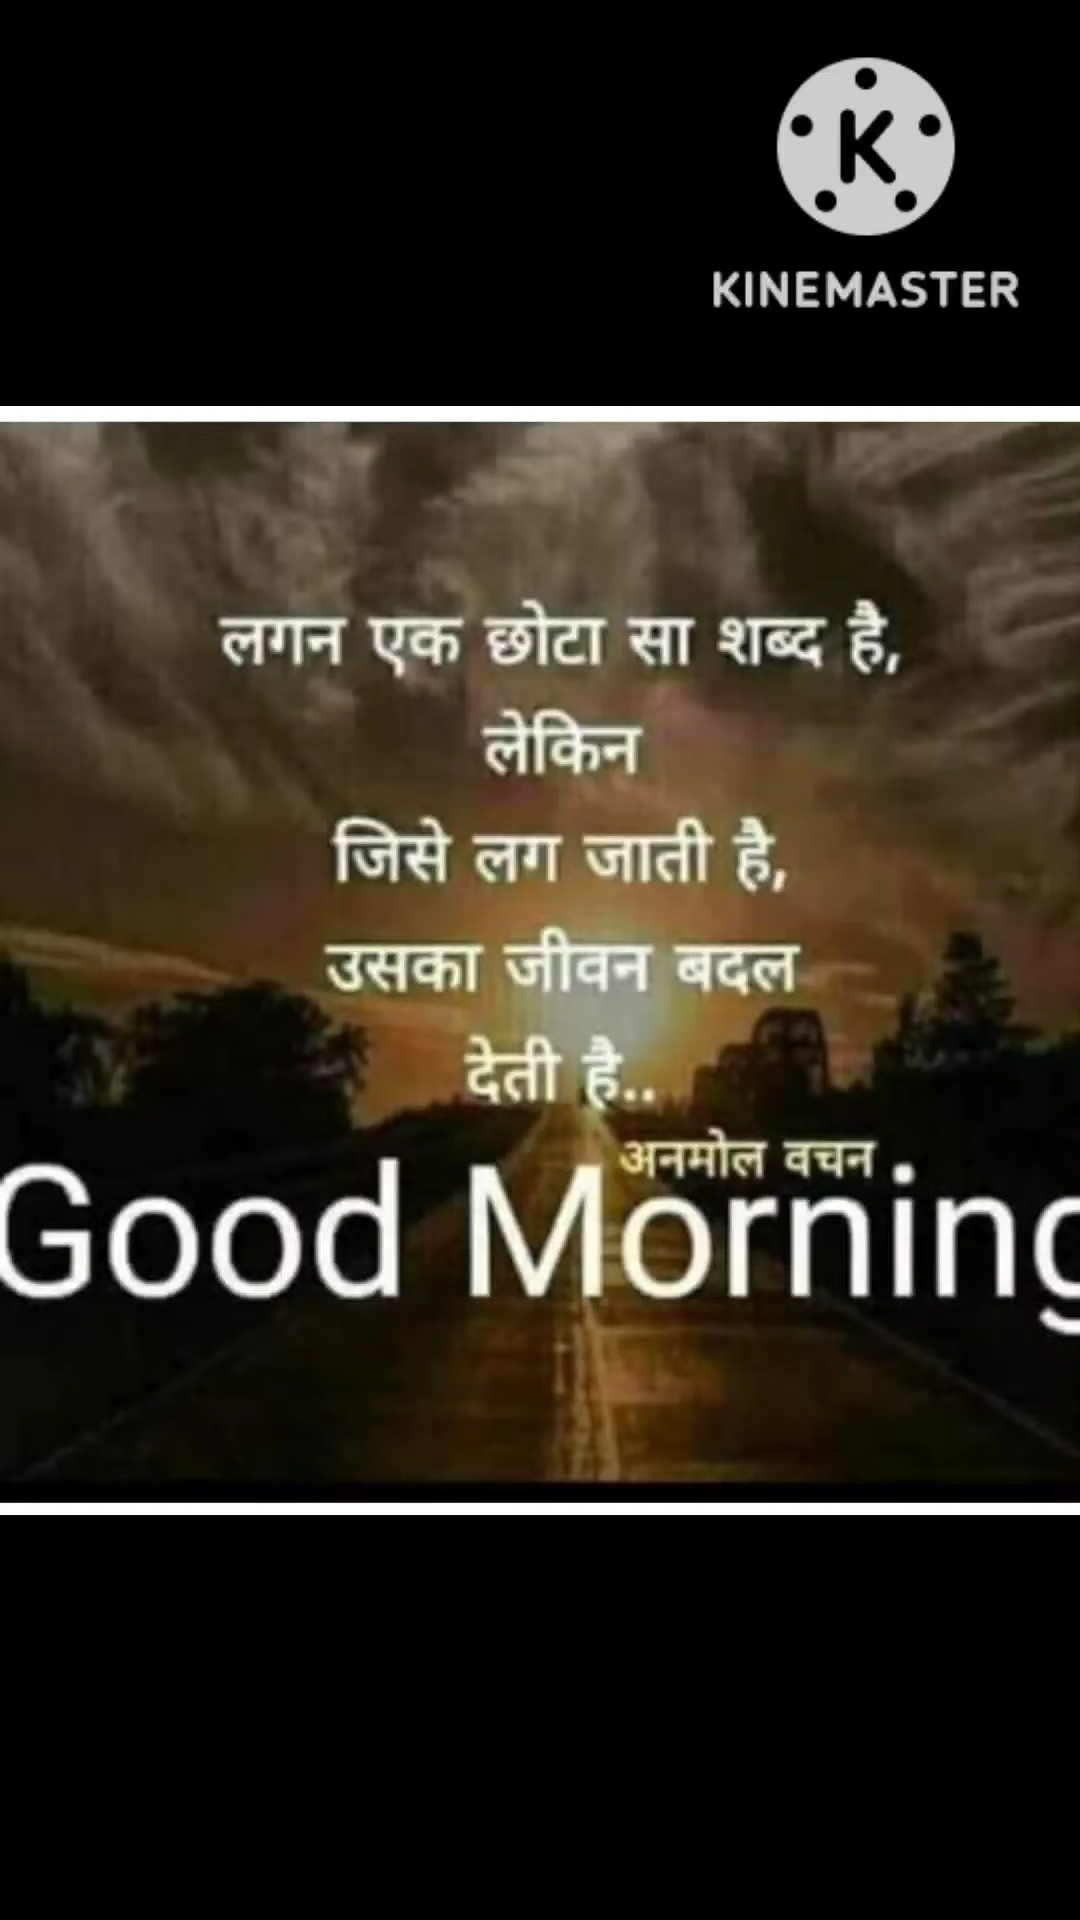 KINEMASTER
लगन एक छोटा सा शब्द है,
लेकिन
जिसे लग जाती है,
उसका जीवन बदल
देती है..
अनमोल वचन
Good Morning